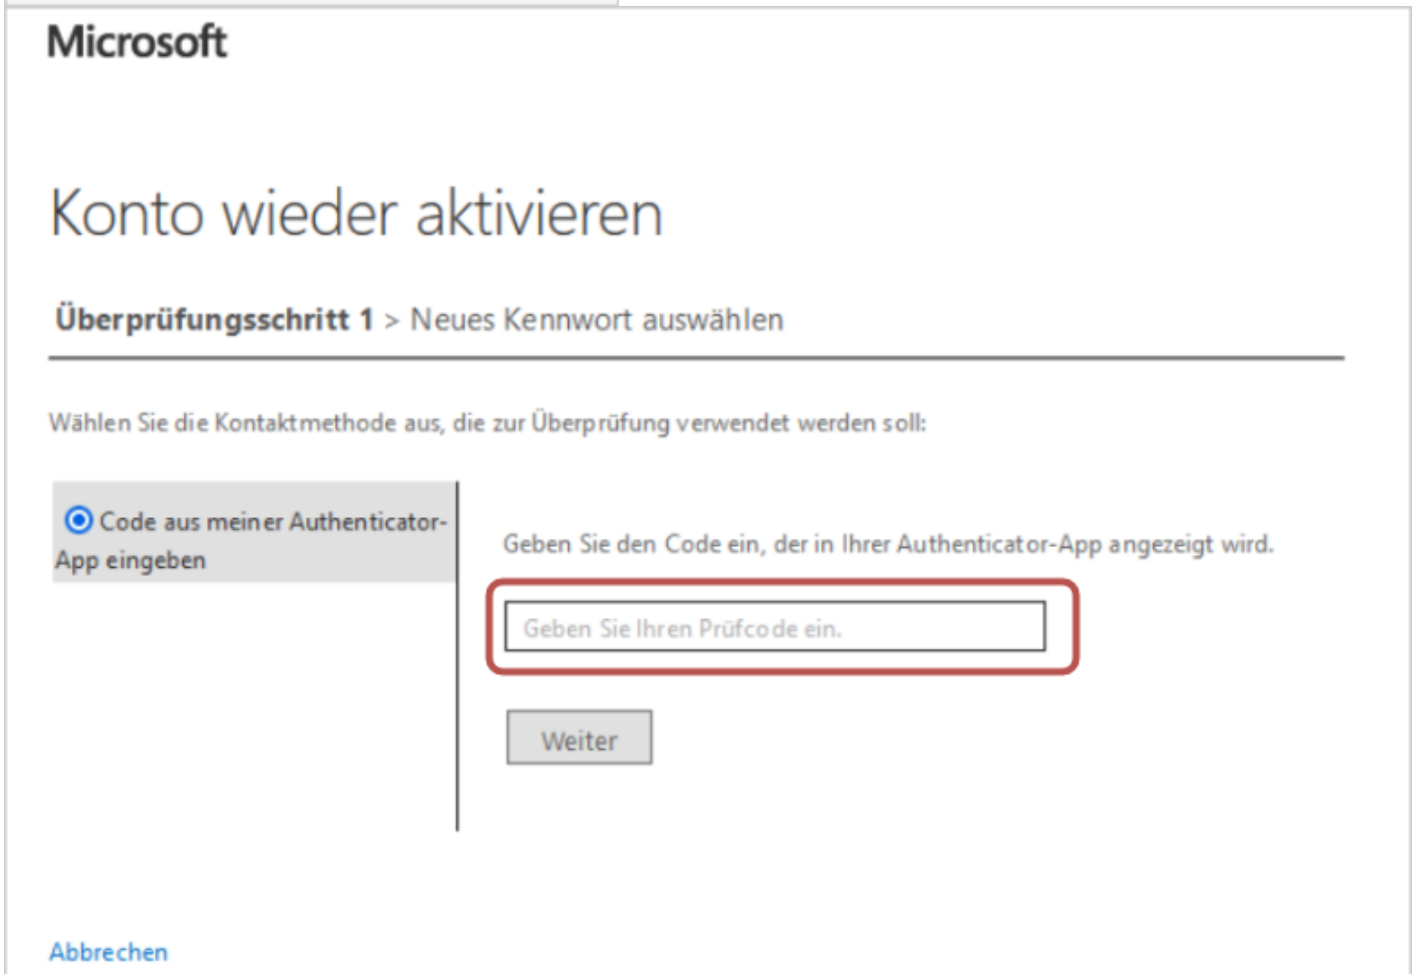 Microsoft
Konto wieder aktivieren
Überprüfungsschritt 1 > Neues Kennwort auswählen
Wählen Sie die Kontaktmethode aus, die zur Überprüfung verwendet werden soll:
Code aus meiner Authenticator-
App eingeben
Geben Sie den Code ein, der in Ihrer Authenticator-App angezeigt wird.
Geben Sie Ihren Prüfcode ein.
Weiter
Abbrechen